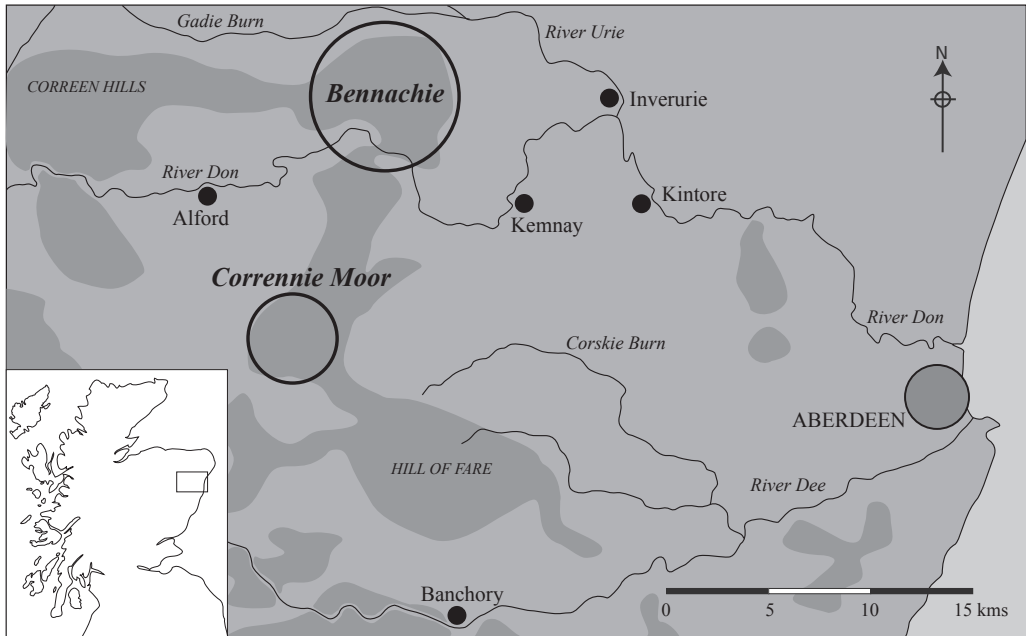 Gadie Burn
River Urie
N
CORREEN HILLS
Bennachie
Inverurie
River Don
Alford
Kemnay
Kintore
Corrennie Moor
River Don
Corskie Burn
ABERDEEN
HILL OF FARE
River Dee
Banchory
0 5 10 15 kms